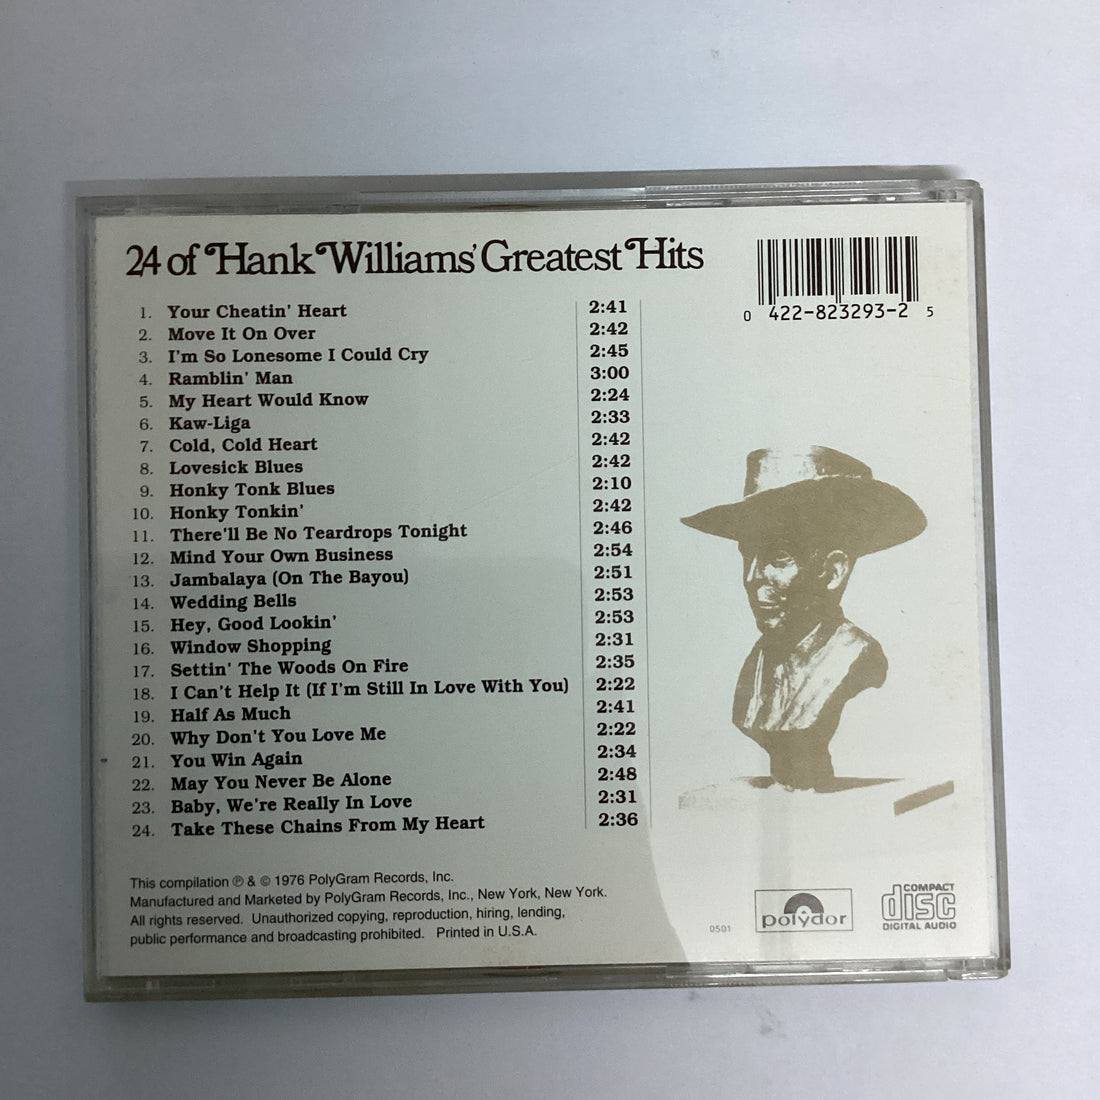 24 of Hank Williams' Greatest Hits
0 422-823293-2 5
1. Your Cheatin' Heart 2:41
2. Move It On Over 2:42
3. I'm So Lonesome I Could Cry 2:45
4. Ramblin' Man 3:00
5. My Heart Would Know 2:24
6. Kaw-Liga 2:33
7. Cold, Cold Heart 2:42
8. Lovesick Blues 2:42
9. Honky Tonk Blues 2:10
10. Honky Tonkin' 2:42
11. There'll Be No Teardrops Tonight 2:46
12. Mind Your Own Business 2:54
13. Jambalaya (On The Bayou) 2:51
14. Wedding Bells 2:53
15. Hey, Good Lookin' 2:53
16. Window Shopping 2:31
17. Settin' The Woods On Fire 2:35
18. I Can't Help It (If I'm Still In Love With You) 2:22
19. Half As Much 2:41
20. Why Don't You Love Me 2:22
21. You Win Again 2:34
22. May You Never Be Alone 2:48
23. Baby, We're Really In Love 2:31
24. Take These Chains From My Heart 2:36
This compilation ℗ & © 1976 PolyGram Records, Inc.
Manufactured and Marketed by PolyGram Records, Inc., New York, New York.
All rights reserved. Unauthorized copying, reproduction, hiring, lending,
public performance and broadcasting prohibited. Printed in U.S.A.
0501
polydor
COMPACT
disc
DIGITAL AUDIO